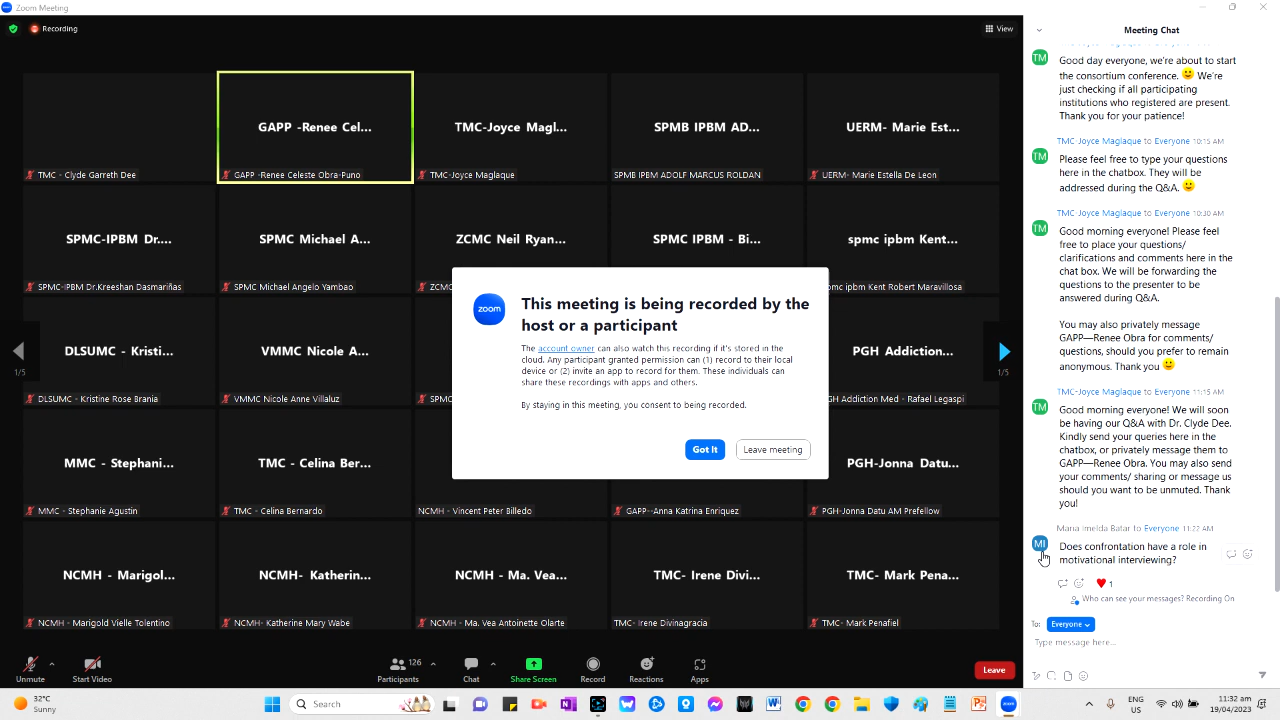 Zoom Meeting
Recording
View
GAPP -Renee Cel...
TMC-Joyce Magl...
SPMB IPBM AD...
UERM- Marie Est...
TMC - Clyde Garreth Dee
GAPP -Renee Celeste Obra-Puno
TMC-Joyce Maglaque
SPMB IPBM ADOLF MARCUS ROLDAN
UERM- Marie Estella De Leon
SPMC-IPBM Dr....
SPMC Michael A...
ZCMC Neil Ryan...
SPMC IPBM - Bi...
spmc ipbm Kent...
SPMC-IPBM Dr.Kreeshan Dasmariñas
SPMC Michael Angelo Yambao
ZCMC
ipbm Kent Robert Maravillosa
DLSUMC - Kristi...
VMMC Nicole A...
PGH Addiction...
1/5
1/5
DLSUMC - Kristine Rose Brania
VMMC Nicole Anne Villaluz
SPMC
Addiction Med - Rafael Legaspi
MMC - Stephani...
TMC - Celina Ber...
PGH-Jonna Datu...
MMC - Stephanie Agustin
TMC - Celina Bernardo
NCMH - Vincent Peter Billedo
GAPP--Anna Katrina Enriquez
PGH-Jonna Datu AM Prefellow
NCMH - Marigol...
NCMH- Katherin...
NCMH - Ma. Vea...
TMC- Irene Divi...
TMC- Mark Pena...
NCMH - Marigold Vielle Tolentino
NCMH- Katherine Mary Wabe
NCMH - Ma. Vea Antoinette Olarte
TMC- Irene Divinagracia
TMC- Mark Penafiel
zoom
This meeting is being recorded by the
host or a participant
The account owner can also watch this recording if it's stored in the
cloud. Any participant granted permission can (1) record to their local
device or (2) invite an app to record for them. These individuals can
share these recordings with apps and others.
By staying in this meeting, you consent to being recorded.
Got it
Leave meeting
Unmute
Start Video
126
Participants
Chat
Share Screen
Record
Reactions
Apps
Leave
Meeting Chat
TM
Good day everyone, we're about to start
the consortium conference. We're
just checking if all participating
institutions who registered are present.
Thank you for your patience!
TMC-Joyce Maglaque to Everyone 10:15 AM
TM
Please feel free to type your questions
here in the chatbox. They will be
addressed during the Q&A.
TMC-Joyce Maglaque to Everyone 10:30 AM
TM
Good morning everyone! Please feel
free to place your questions/
clarifications and comments here in the
chat box. We will be forwarding the
questions to the presenter to be
answered during Q&A.
You may also privately message
GAPP—Renee Obra for comments/
questions, should you prefer to remain
anonymous. Thank you
TMC-Joyce Maglaque to Everyone 11:15 AM
TM
Good morning everyone! We will soon
be having our Q&A with Dr. Clyde Dee.
Kindly send your queries here in the
chatbox, or privately message them to
GAPP—Renee Obra. You may also send
your comments/ sharing or message us
should you want to be unmuted. Thank
you!
Maria Imelda Batar to Everyone 11:22 AM
MI
Does confrontation have a role in
motivational interviewing?
1
Who can see your messages? Recording On
To: Everyone
Type message here...
32°C
Sunny
Search
zoom
ENG
US
11:32 am
19/04/2023